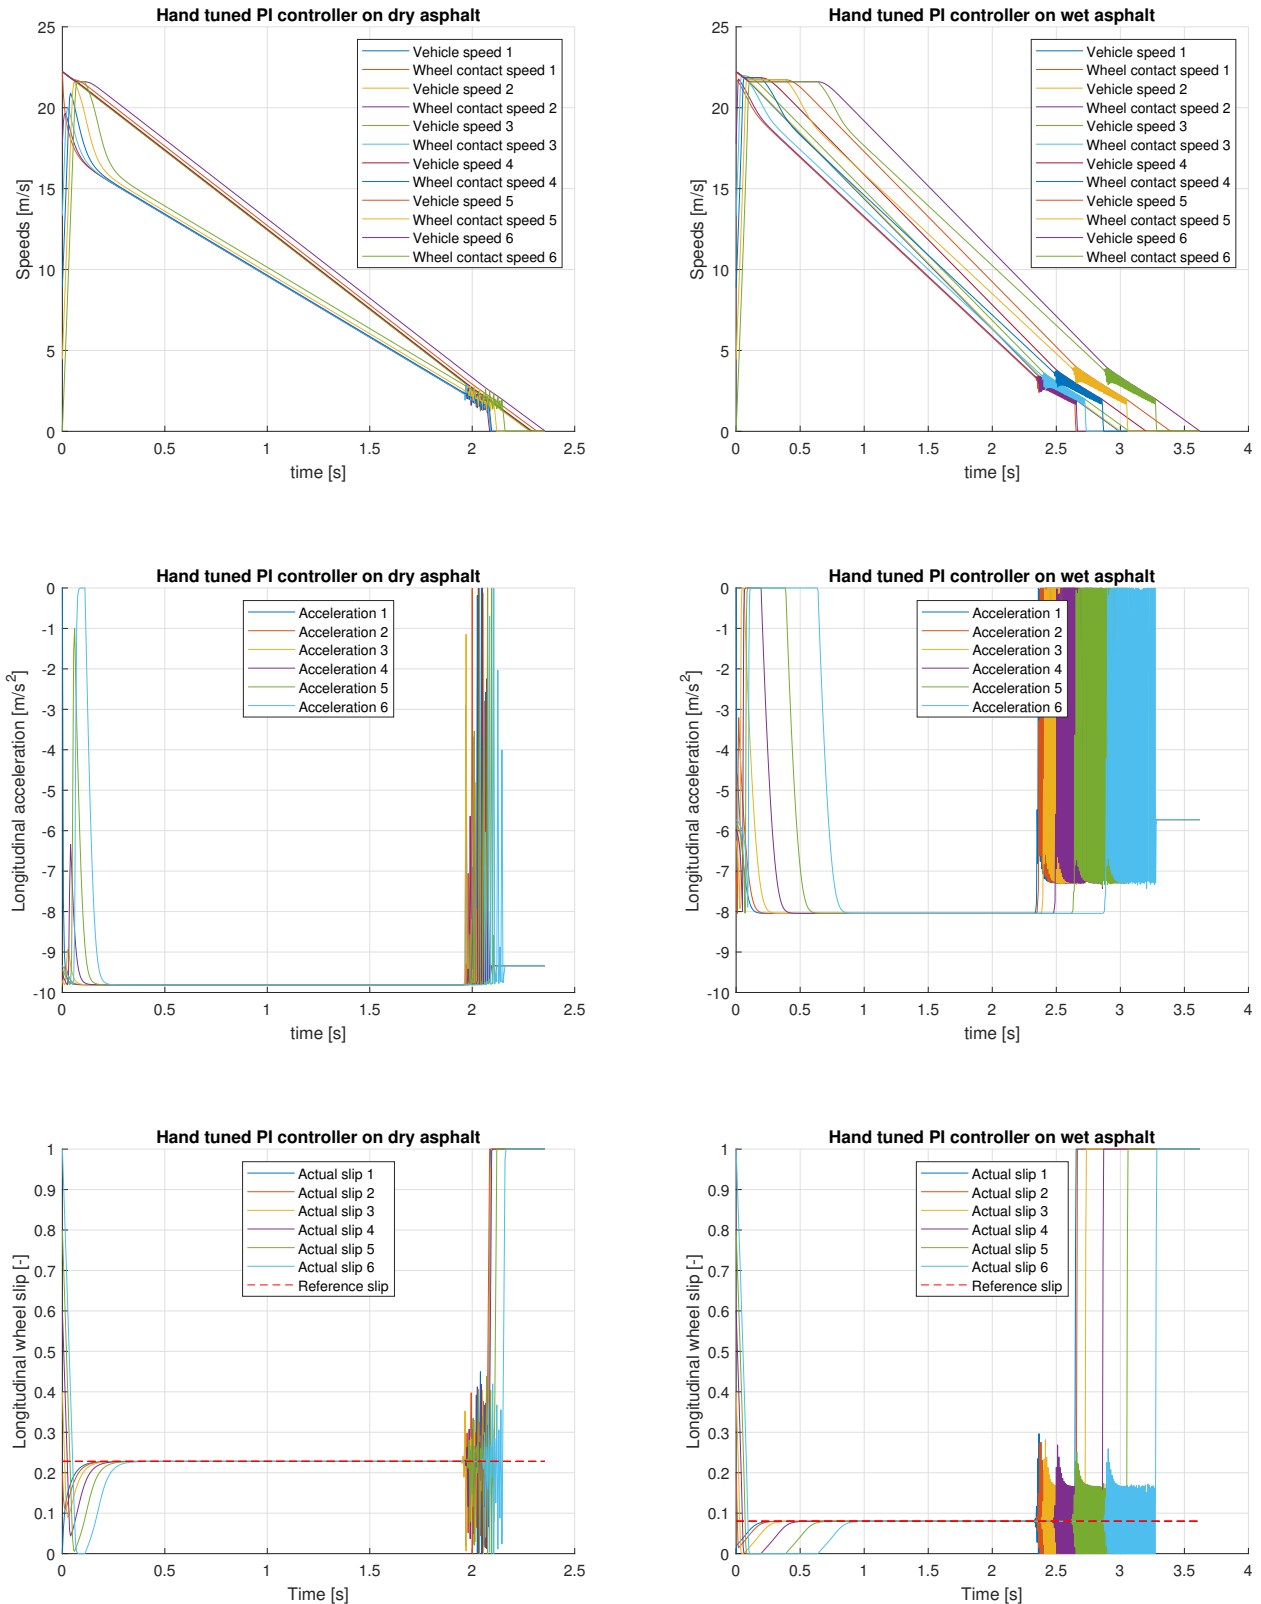 Hand tuned PI controller on dry asphalt
25
20
15
10
5
0
Speeds [m/s]
Vehicle speed 1
Wheel contact speed 1
Vehicle speed 2
Wheel contact speed 2
Vehicle speed 3
Wheel contact speed 3
Vehicle speed 4
Wheel contact speed 4
Vehicle speed 5
Wheel contact speed 5
Vehicle speed 6
Wheel contact speed 6
0 0.5 1 1.5 2 2.5
time [s]
Hand tuned PI controller on wet asphalt
25
20
15
10
5
0
Speeds [m/s]
Vehicle speed 1
Wheel contact speed 1
Vehicle speed 2
Wheel contact speed 2
Vehicle speed 3
Wheel contact speed 3
Vehicle speed 4
Wheel contact speed 4
Vehicle speed 5
Wheel contact speed 5
Vehicle speed 6
Wheel contact speed 6
0 0.5 1 1.5 2 2.5 3 3.5 4
time [s]
Hand tuned PI controller on dry asphalt
0
-1
-2
-3
-4
-5
-6
-7
-8
-9
-10
Longitudinal acceleration [m/s²]
Acceleration 1
Acceleration 2
Acceleration 3
Acceleration 4
Acceleration 5
Acceleration 6
0 0.5 1 1.5 2 2.5
time [s]
Hand tuned PI controller on wet asphalt
0
-1
-2
-3
-4
-5
-6
-7
-8
-9
-10
Longitudinal acceleration [m/s²]
Acceleration 1
Acceleration 2
Acceleration 3
Acceleration 4
Acceleration 5
Acceleration 6
0 0.5 1 1.5 2 2.5 3 3.5 4
time [s]
Hand tuned PI controller on dry asphalt
1
0.9
0.8
0.7
0.6
0.5
0.4
0.3
0.2
0.1
0
Longitudinal wheel slip [-]
Actual slip 1
Actual slip 2
Actual slip 3
Actual slip 4
Actual slip 5
Actual slip 6
Reference slip
0 0.5 1 1.5 2 2.5
Time [s]
Hand tuned PI controller on wet asphalt
1
0.9
0.8
0.7
0.6
0.5
0.4
0.3
0.2
0.1
0
Longitudinal wheel slip [-]
Actual slip 1
Actual slip 2
Actual slip 3
Actual slip 4
Actual slip 5
Actual slip 6
Reference slip
0 0.5 1 1.5 2 2.5 3 3.5 4
Time [s]